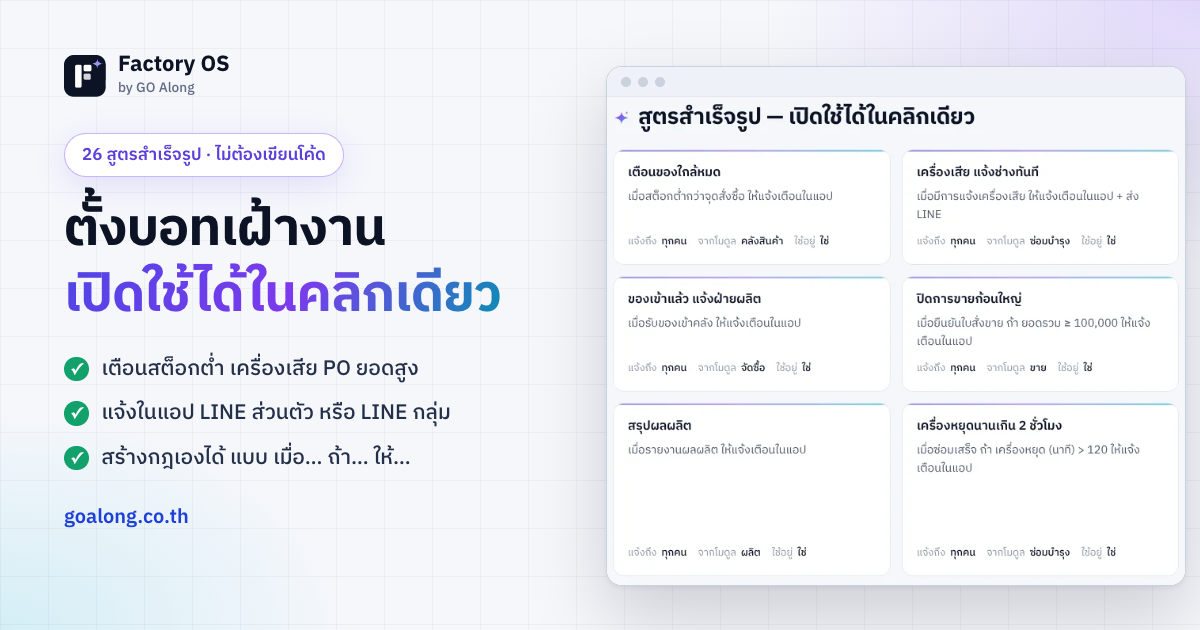 Factory OS
by GO Along
26 สูตรสำเร็จรูป · ไม่ต้องเขียนโค้ด
ตั้งบอทเฝ้างาน
เปิดใช้ได้ในคลิกเดียว
เตือนสต็อกต่ำ เครื่องเสีย PO ยอดสูง
แจ้งในแอป LINE ส่วนตัว หรือ LINE กลุ่ม
สร้างกฎเองได้ แบบ เมื่อ... ถ้า... ให้...
goalong.co.th
สูตรสำเร็จรูป — เปิดใช้ได้ในคลิกเดียว
เตือนของใกล้หมด
เมื่อสต็อกต่ำกว่าจุดสั่งซื้อ ให้แจ้งเตือนในแอป
แจ้งถึง ทุกคน จากโมดูล คลังสินค้า ใช้อยู่ ใช่
เครื่องเสีย แจ้งช่างทันที
เมื่อมีการแจ้งเครื่องเสีย ให้แจ้งเตือนในแอป + ส่ง
LINE
แจ้งถึง ทุกคน จากโมดูล ซ่อมบำรุง ใช้อยู่ ใช่
ของเข้าแล้ว แจ้งฝ่ายผลิต
เมื่อรับของเข้าคลัง ให้แจ้งเตือนในแอป
แจ้งถึง ทุกคน จากโมดูล จัดซื้อ ใช้อยู่ ใช่
ปิดการขายก้อนใหญ่
เมื่อยืนยันใบสั่งขาย ถ้า ยอดรวม ≥ 100,000 ให้แจ้ง
เตือนในแอป
แจ้งถึง ทุกคน จากโมดูล ขาย ใช้อยู่ ใช่
สรุปผลผลิต
เมื่อรายงานผลผลิต ให้แจ้งเตือนในแอป
แจ้งถึง ทุกคน จากโมดูล ผลิต ใช้อยู่ ใช่
เครื่องหยุดนานเกิน 2 ชั่วโมง
เมื่อซ่อมเสร็จ ถ้า เครื่องหยุด (นาที) > 120 ให้แจ้ง
เตือนในแอป
แจ้งถึง ทุกคน จากโมดูล ซ่อมบำรุง ใช้อยู่ ใช่